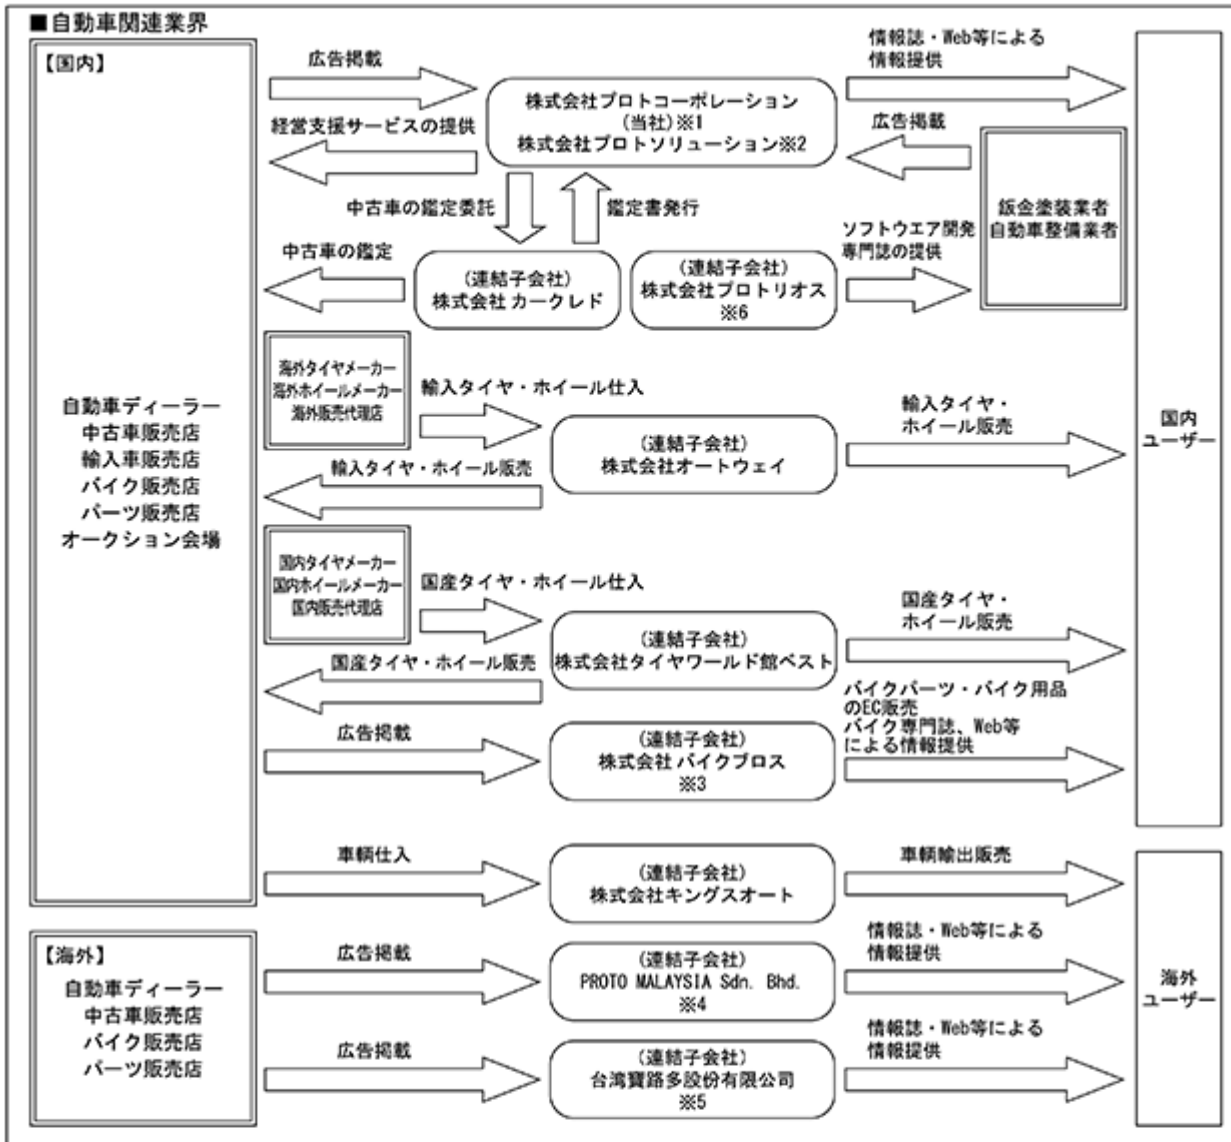 ■自動車関連業界
【国内】
自動車ディーラー
中古車販売店
輸入車販売店
バイク販売店
パーツ販売店
オークション会場
広告掲載
経営支援サービスの提供
株式会社プロトコーポレーション
(当社)※1
株式会社プロトソリューション※2
情報誌・Web等による
情報提供
広告掲載
鈑金塗装業者
自動車整備業者
中古車の鑑定委託
鑑定書発行
ソフトウエア開発
専門誌の提供
中古車の鑑定
(連結子会社)
株式会社 カークレド
(連結子会社)
株式会社プロトリオス
※6
海外タイヤメーカー
海外ホイールメーカー
海外販売代理店
輸入タイヤ・ホイール仕入
輸入タイヤ・ホイール販売
(連結子会社)
株式会社オートウェイ
輸入タイヤ・
ホイール販売
国内
ユーザー
国内タイヤメーカー
国内ホイールメーカー
国内販売代理店
国産タイヤ・ホイール仕入
国産タイヤ・ホイール販売
(連結子会社)
株式会社タイヤワールド館ベスト
国産タイヤ・
ホイール販売
広告掲載
(連結子会社)
株式会社 バイクブロス
※3
バイクパーツ・バイク用品
のEC販売
バイク専門誌、Web等
による情報提供
車輌仕入
(連結子会社)
株式会社キングスオート
車輌輸出販売
【海外】
自動車ディーラー
中古車販売店
バイク販売店
パーツ販売店
広告掲載
(連結子会社)
PROTO MALAYSIA Sdn. Bhd.
※4
情報誌・Web等による
情報提供
海外
ユーザー
広告掲載
(連結子会社)
台湾寶路多股份有限公司
※5
情報誌・Web等による
情報提供